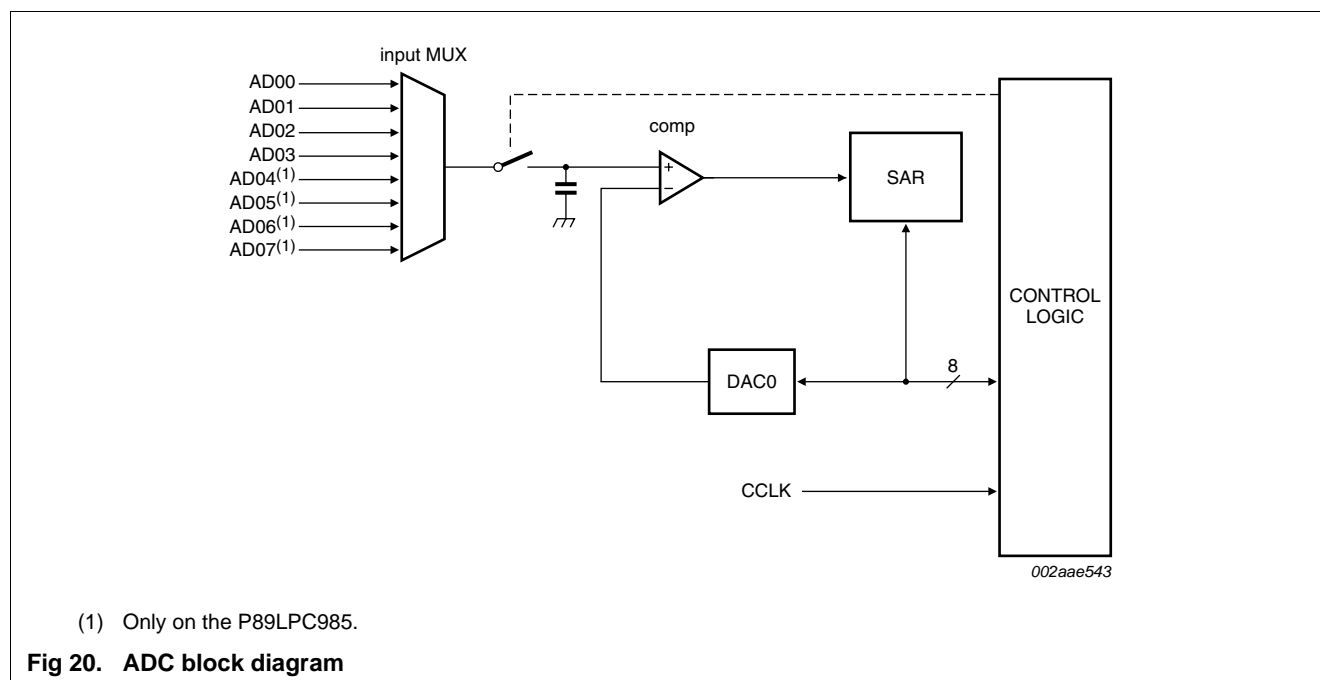 input MUX
AD00
AD01
AD02
AD03
AD04(1)
AD05(1)
AD06(1)
AD07(1)
comp
+
−
SAR
CONTROL
LOGIC
DAC0
8
CCLK
002aae543
(1) Only on the P89LPC985.
Fig 20. ADC block diagram